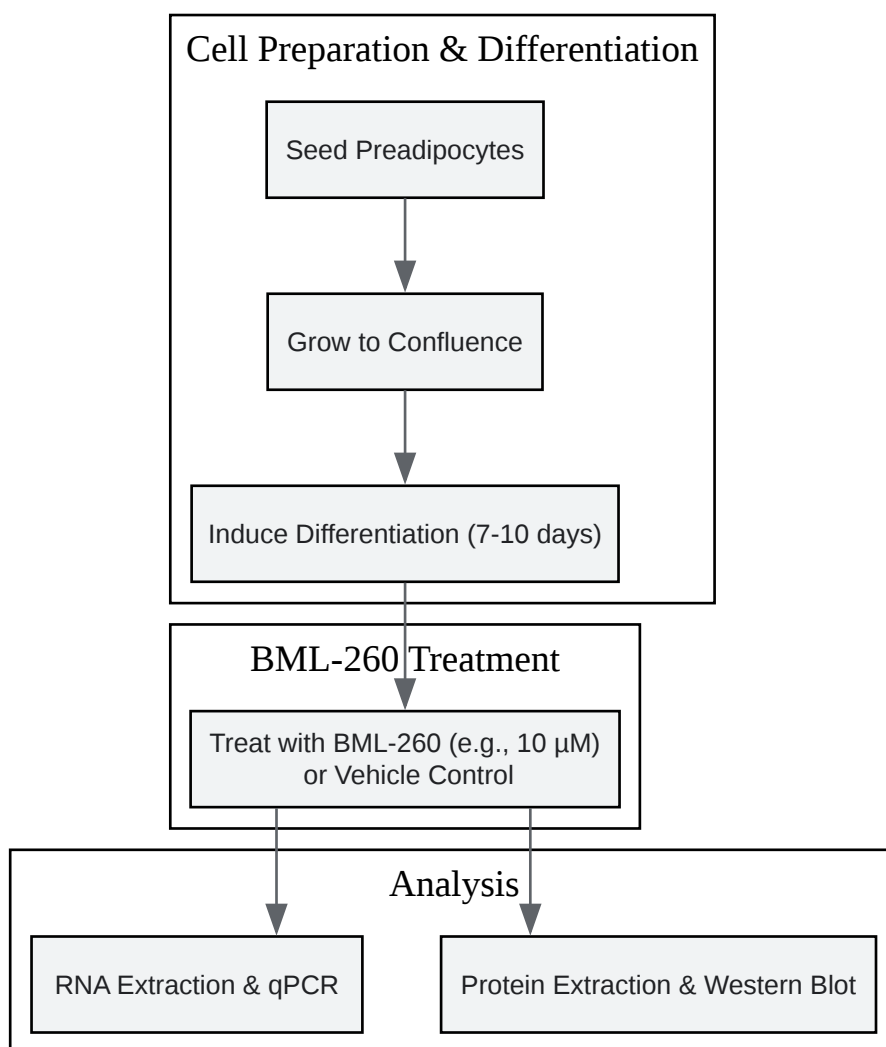 Cell Preparation & Differentiation
Seed Preadipocytes
Grow to Confluence
Induce Differentiation (7-10 days)
BML-260 Treatment
Treat with BML-260 (e.g., 10 µM)
or Vehicle Control
Analysis
RNA Extraction & qPCR
Protein Extraction & Western Blot